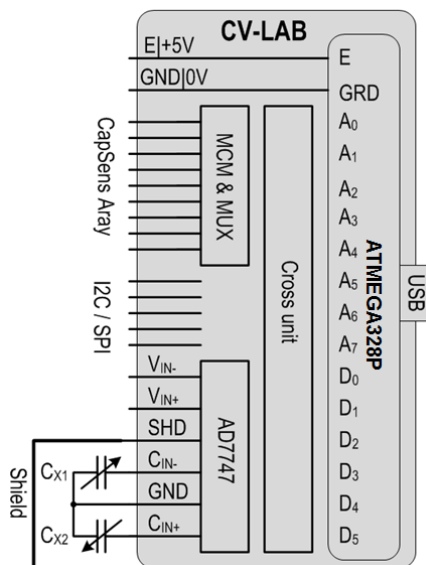 CV-LAB
E|+5V
E
GND|0V
GRD
CapSens Aray
MCM & MUX
A0
A1
A2
A3
A4
A5
A6
A7
D0
D1
D2
D3
D4
D5
ATMEGA328P
USB
Cross unit
I2C / SPI
VIN-
VIN+
SHD
CIN-
GND
CIN+
AD7747
CX1
CX2
Shield